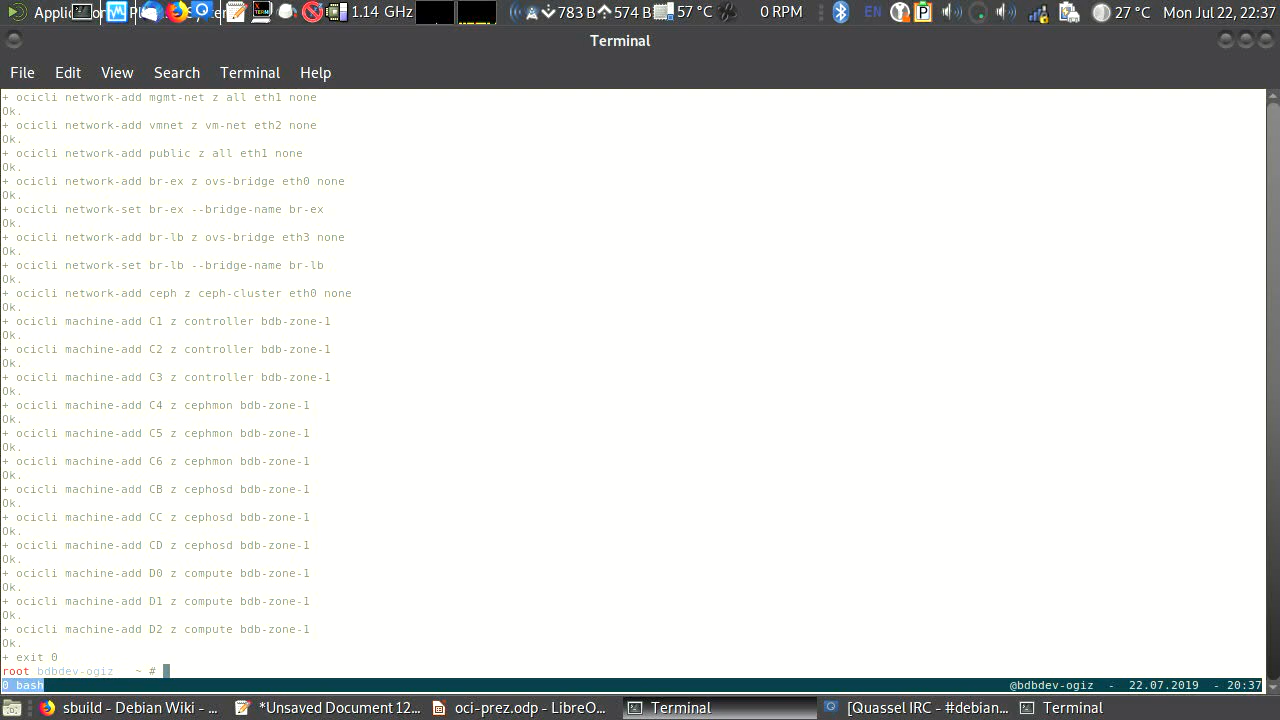 1.14 GHz 783 B 574 B 57 °C 0 RPM EN 27 °C Mon Jul 22, 22:37
Terminal
File Edit View Search Terminal Help
+ ocicli network-add mgmt-net z all eth1 none
Ok.
+ ocicli network-add vmnet z vm-net eth2 none
Ok.
+ ocicli network-add public z all eth1 none
Ok.
+ ocicli network-add br-ex z ovs-bridge eth0 none
Ok.
+ ocicli network-set br-ex --bridge-name br-ex
Ok.
+ ocicli network-add br-lb z ovs-bridge eth3 none
Ok.
+ ocicli network-set br-lb --bridge-name br-lb
Ok.
+ ocicli network-add ceph z ceph-cluster eth0 none
Ok.
+ ocicli machine-add C1 z controller bdb-zone-1
Ok.
+ ocicli machine-add C2 z controller bdb-zone-1
Ok.
+ ocicli machine-add C3 z controller bdb-zone-1
Ok.
+ ocicli machine-add C4 z cephmon bdb-zone-1
Ok.
+ ocicli machine-add C5 z cephmon bdb-zone-1
Ok.
+ ocicli machine-add C6 z cephmon bdb-zone-1
Ok.
+ ocicli machine-add CB z cephosd bdb-zone-1
Ok.
+ ocicli machine-add CC z cephosd bdb-zone-1
Ok.
+ ocicli machine-add CD z cephosd bdb-zone-1
Ok.
+ ocicli machine-add D0 z compute bdb-zone-1
Ok.
+ ocicli machine-add D1 z compute bdb-zone-1
Ok.
+ ocicli machine-add D2 z compute bdb-zone-1
Ok.
+ exit 0
root bdbdev-ogiz ~ #
0 bash @bdbdev-ogiz - 22.07.2019 - 20:37
sbuild - Debian Wiki - ... *Unsaved Document 12... oci-prez.odp - LibreO... Terminal [Quassel IRC - #debian... Terminal